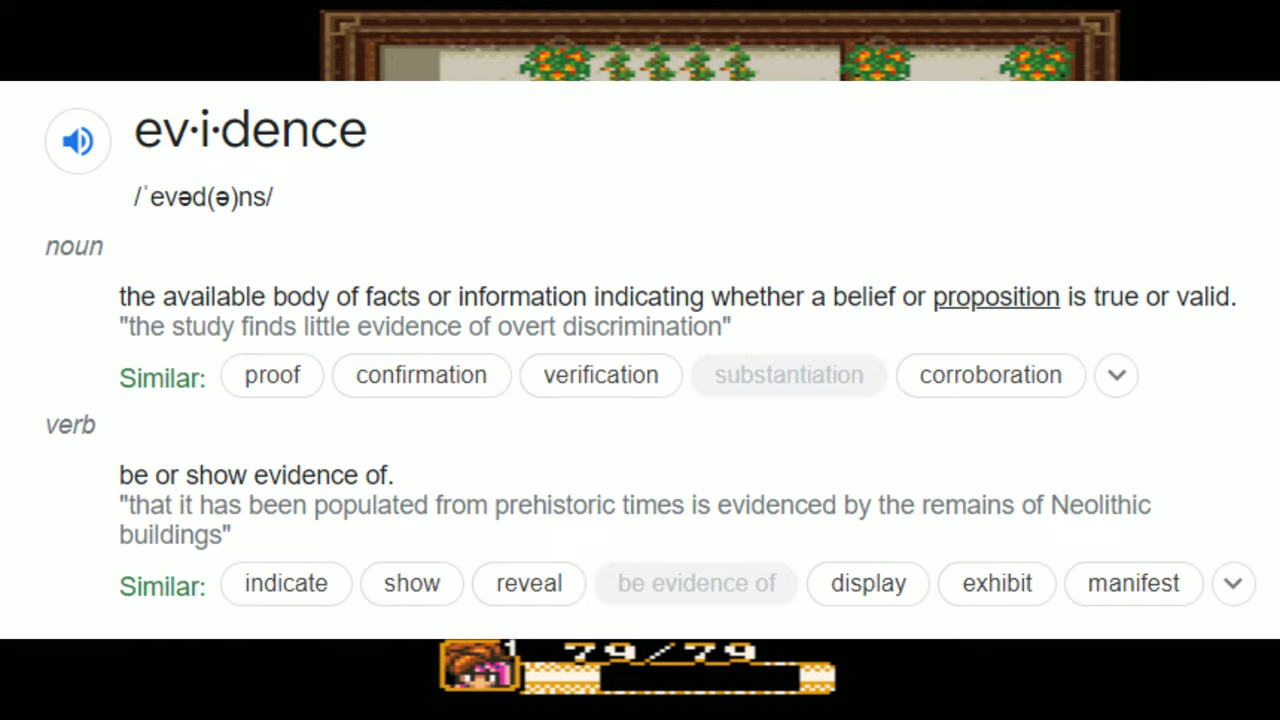 ev·i·dence
/ˈevəd(ə)ns/
noun
the available body of facts or information indicating whether a belief or proposition is true or valid.
"the study finds little evidence of overt discrimination"
Similar: proof confirmation verification substantiation corroboration
verb
be or show evidence of.
"that it has been populated from prehistoric times is evidenced by the remains of Neolithic
buildings"
Similar: indicate show reveal be evidence of display exhibit manifest
1 79/79